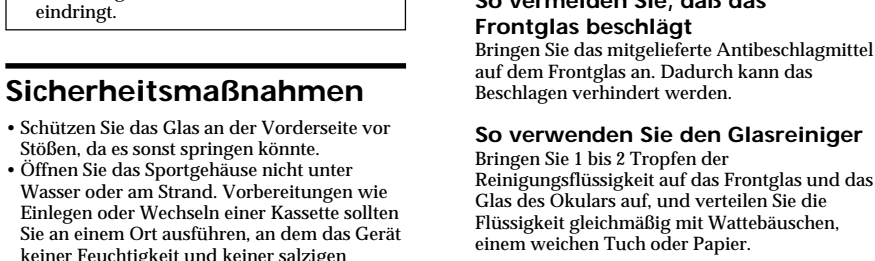 eindringt.
Sicherheitsmaßnahmen
• Schützen Sie das Glas an der Vorderseite vor
Stößen, da es sonst springen könnte.
• Öffnen Sie das Sportgehäuse nicht unter
Wasser oder am Strand. Vorbereitungen wie
Einlegen oder Wechseln einer Kassette sollten
Sie an einem Ort ausführen, an dem das Gerät
keiner Feuchtigkeit und keiner salzigen
So vermeiden Sie, daß das
Frontglas beschlägt
Bringen Sie das mitgelieferte Antibeschlagmittel
auf dem Frontglas an. Dadurch kann das
Beschlagen verhindert werden.
So verwenden Sie den Glasreiniger
Bringen Sie 1 bis 2 Tropfen der
Reinigungsflüssigkeit auf das Frontglas und das
Glas des Okulars auf, und verteilen Sie die
Flüssigkeit gleichmäßig mit Wattebäuschen,
einem weichen Tuch oder Papier.